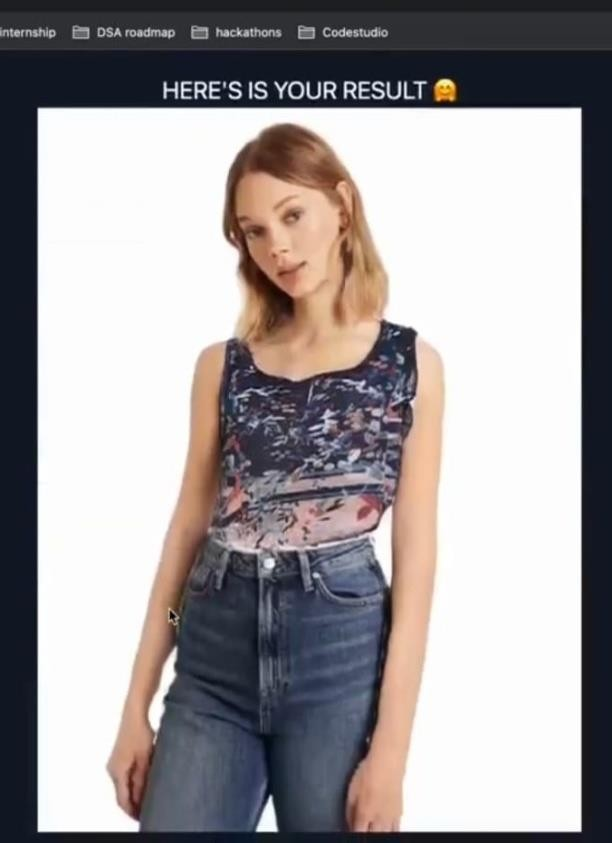 internship DSA roadmap hackathons Codestudio
HERE'S IS YOUR RESULT 🤗